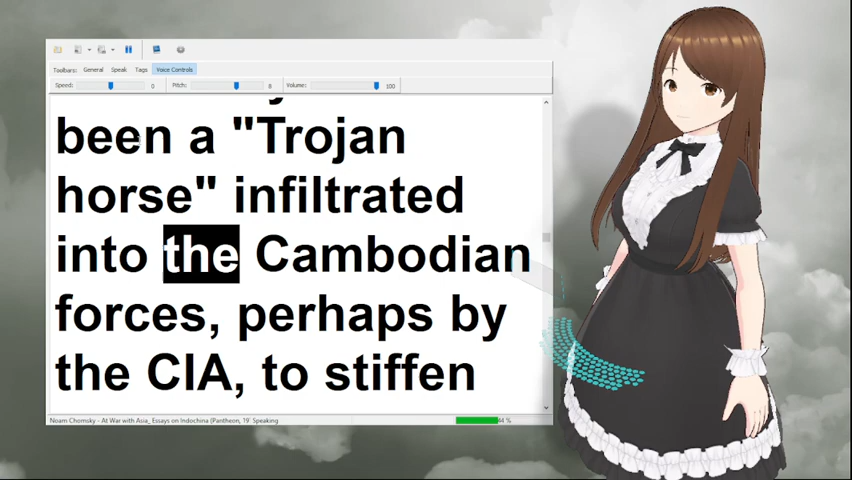 Toolbars: General Speak Tags Voice Controls
Speed: 0 Pitch: 8 Volume: 100
been a "Trojan
horse" infiltrated
into the Cambodian
forces, perhaps by
the CIA, to stiffen
Noam Chomsky - At War with Asia_ Essays on Indochina (Pantheon, 19 Speaking
44 %